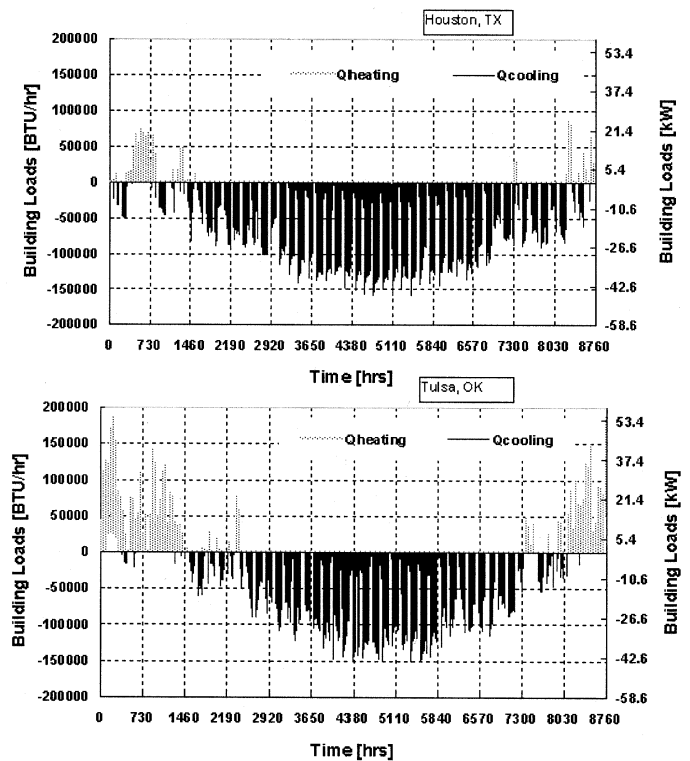 Houston, TX
200000
150000
100000
50000
0
-50000
-100000
-150000
-200000
Building Loads [BTU/hr]
Qheating
Qcooling
53.4
37.4
21.4
5.4
-10.6
-26.6
-42.6
-58.6
Building Loads [kW]
0 730 1460 2190 2920 3650 4380 5110 5840 6570 7300 8030 8760
Time [hrs]
Tulsa, OK
200000
150000
100000
50000
0
-50000
-100000
-150000
-200000
Building Loads [BTU/hr]
Qheating
Qcooling
53.4
37.4
21.4
5.4
-10.6
-26.6
-42.6
-58.6
Building Loads [kW]
0 730 1460 2190 2920 3650 4380 5110 5840 6570 7300 8030 8760
Time [hrs]